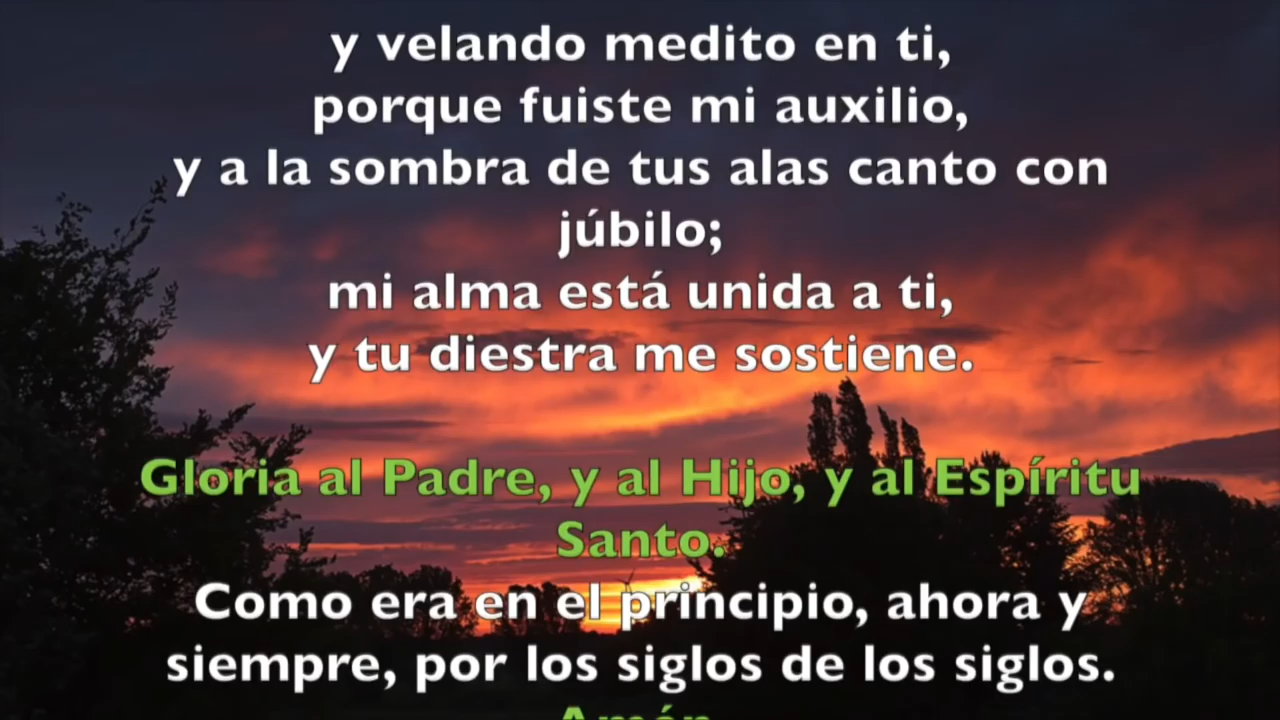 y velando medito en ti,
porque fuiste mi auxilio,
y a la sombra de tus alas canto con
júbilo;
mi alma está unida a ti,
y tu diestra me sostiene.
Gloria al Padre, y al Hijo, y al Espíritu
Santo.
Como era en el principio, ahora y
siempre, por los siglos de los siglos.
Amén.